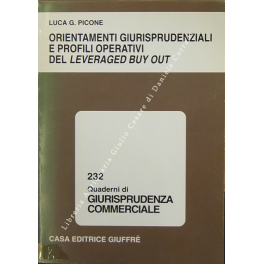 LUCA G. PICONE
ORIENTAMENTI GIURISPRUDENZIALI
E PROFILI OPERATIVI
DEL LEVERAGED BUY OUT
232
Quaderni di
GIURISPRUDENZA
COMMERCIALE
CASA EDITRICE GIUFFRÈ